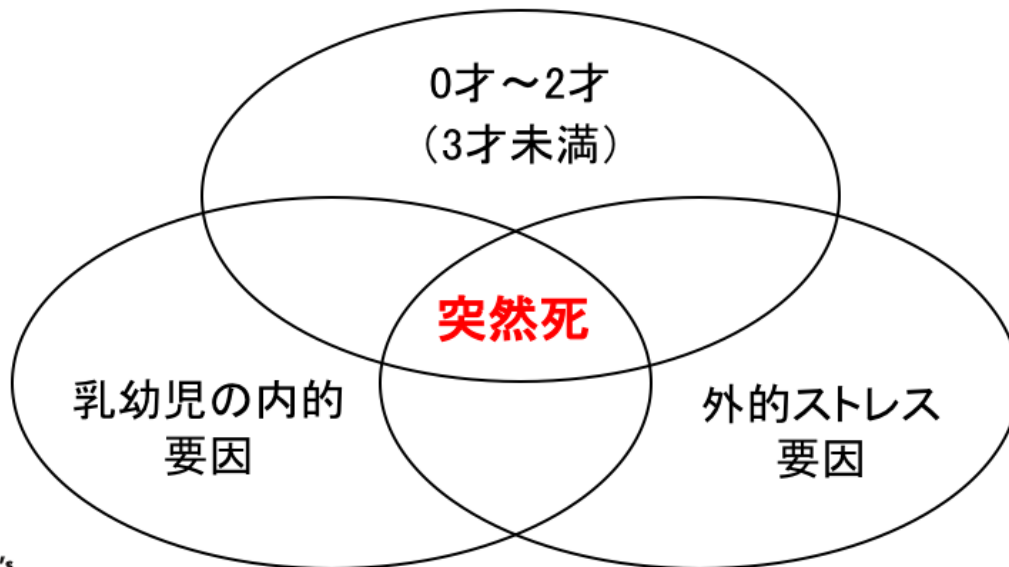 0才～2才
（3才未満）
突然死
乳幼児の内的
要因
外的ストレス
要因